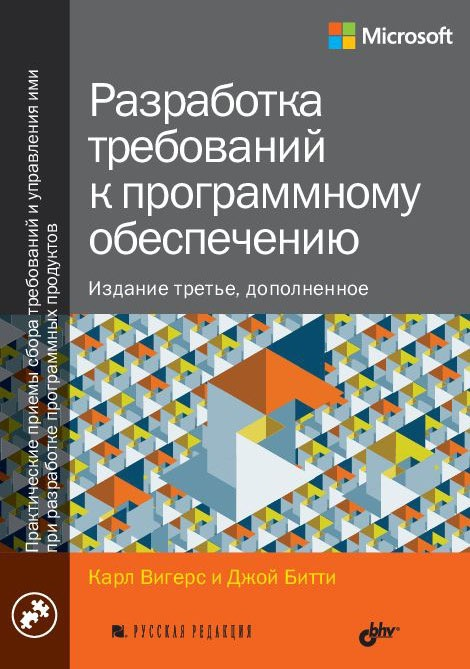 Microsoft
Разработка
требований
к программному
обеспечению
Издание третье, дополненное
Практические приемы сбора требований и управления ими
при разработке программных продуктов
Карл Вигерс и Джой Битти
РУССКАЯ РЕДАКЦИЯ
bhv®